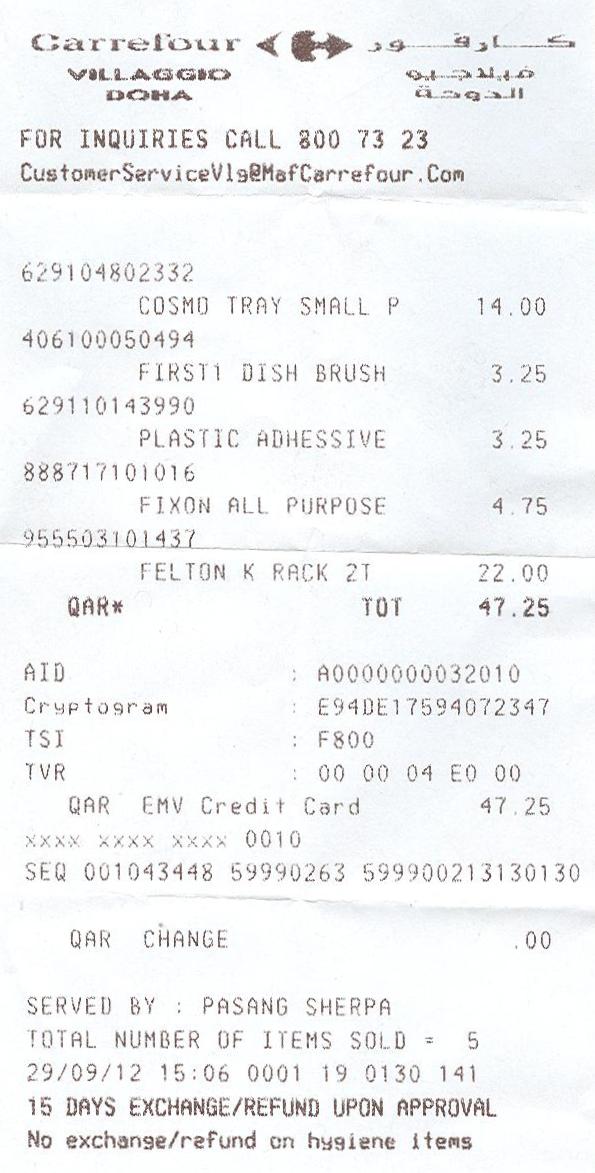 Carrefour كارفور
VILLAGGIO فيلاجيو
DOHA الدوحة
FOR INQUIRIES CALL 800 73 23
CustomerServiceVlg@MafCarrefour.Com
629104802332
COSMO TRAY SMALL P 14.00
406100050494
FIRST1 DISH BRUSH 3.25
629110143990
PLASTIC ADHESSIVE 3.25
888717101016
FIXON ALL PURPOSE 4.75
955503101437
FELTON K RACK 2T 22.00
QAR* TOT 47.25
AID : A0000000032010
Cryptogram : E94DE17594072347
TSI : F800
TVR : 00 00 04 E0 00
QAR EMV Credit Card 47.25
xxxx xxxx xxxx 0010
SEQ 001043448 59990263 599900213130130
QAR CHANGE .00
SERVED BY : PASANG SHERPA
TOTAL NUMBER OF ITEMS SOLD = 5
29/09/12 15:06 0001 19 0130 141
15 DAYS EXCHANGE/REFUND UPON APPROVAL
No exchange/refund on hygiene items